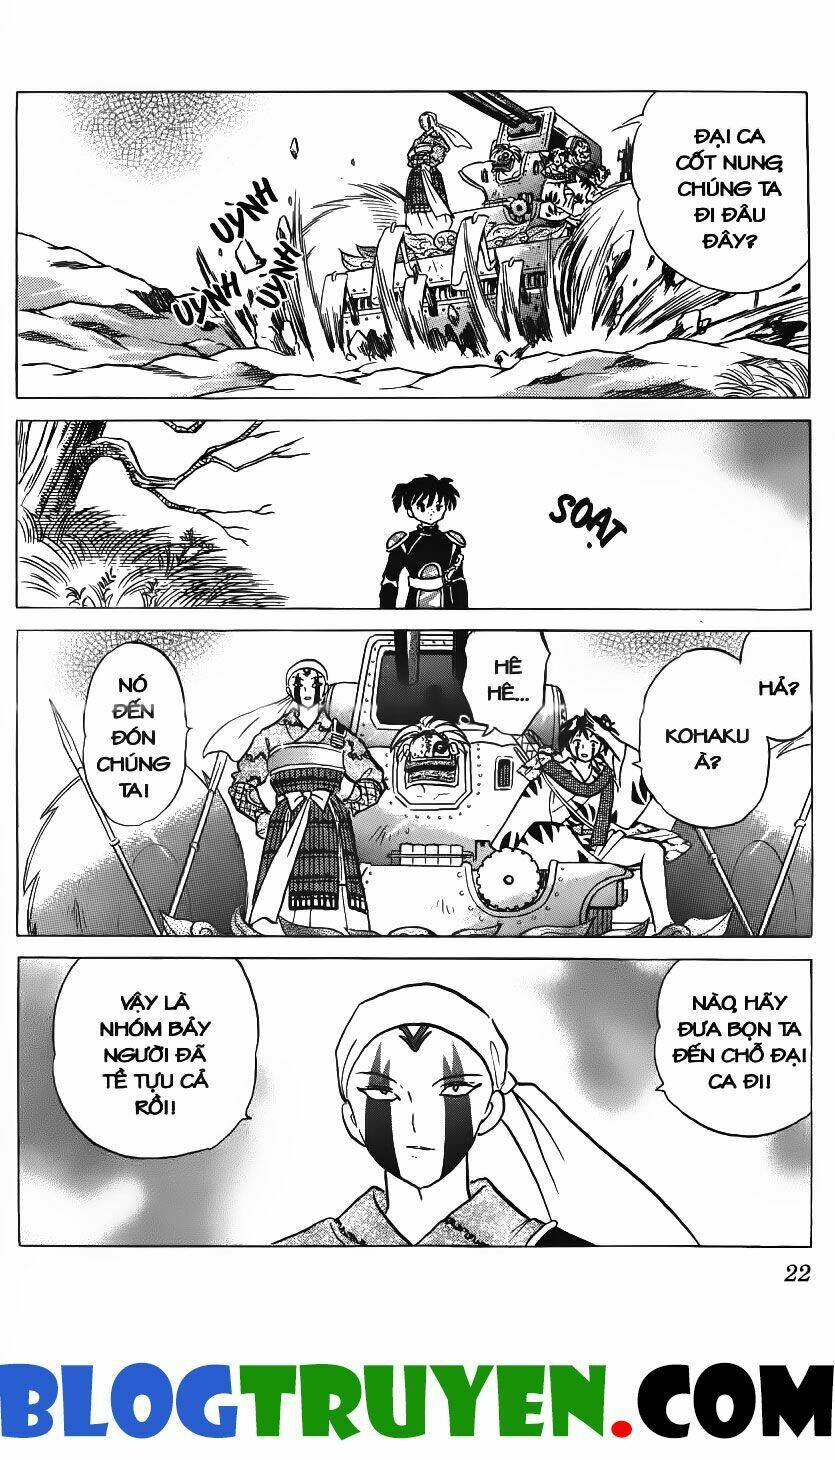 ĐẠI CA
CỐT NUNG,
CHÚNG TA
ĐI ĐÂU
ĐÂY?
UỲNH
UỲNH
UỲNH
SOẠT
HẢ?
KOHAKU
À?
HÊ
HÊ...
NÓ
ĐẾN
ĐÓN
CHÚNG
TA!
NÀO, HÃY
ĐƯA BỌN TA
ĐẾN CHỖ ĐẠI
CA ĐI!
VẬY LÀ
NHÓM BẢY
NGƯỜI ĐÃ
TỀ TỰU CẢ
RỒI!
22
BLOGTRUYEN.COM